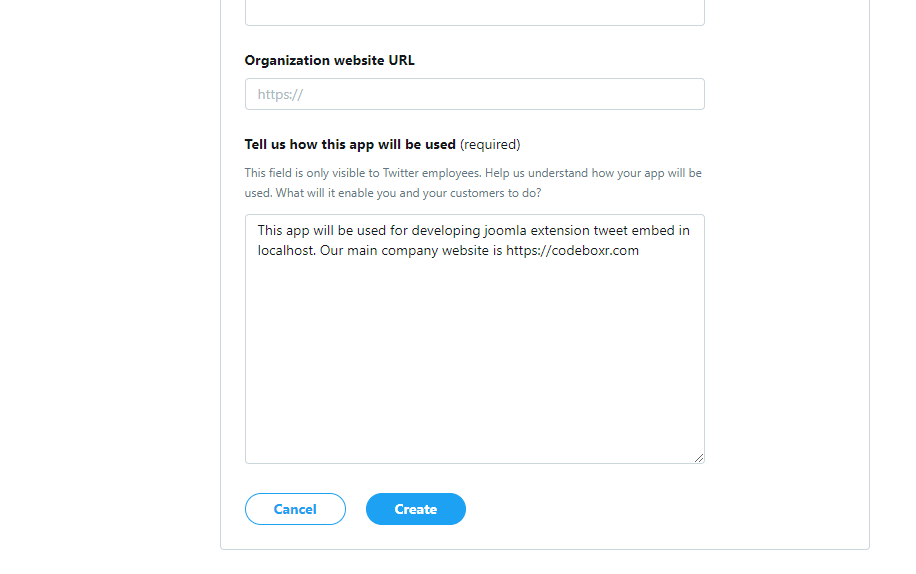 Organization website URL
https://
Tell us how this app will be used (required)
This field is only visible to Twitter employees. Help us understand how your app will be
used. What will it enable you and your customers to do?
This app will be used for developing joomla extension tweet embed in
localhost. Our main company website is https://codeboxr.com
Cancel Create